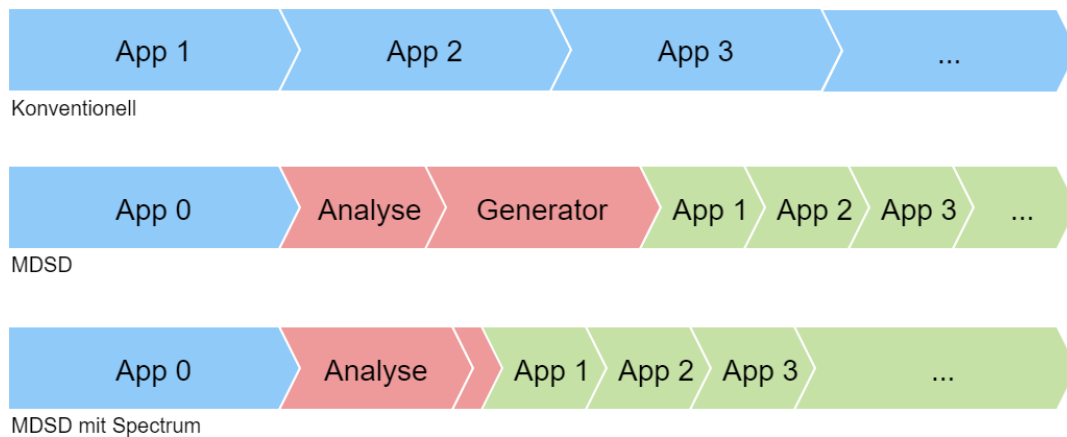 App 1 App 2 App 3 ...
Konventionell
App 0 Analyse Generator App 1 App 2 App 3 ...
MDSD
App 0 Analyse App 1 App 2 App 3 ...
MDSD mit Spectrum